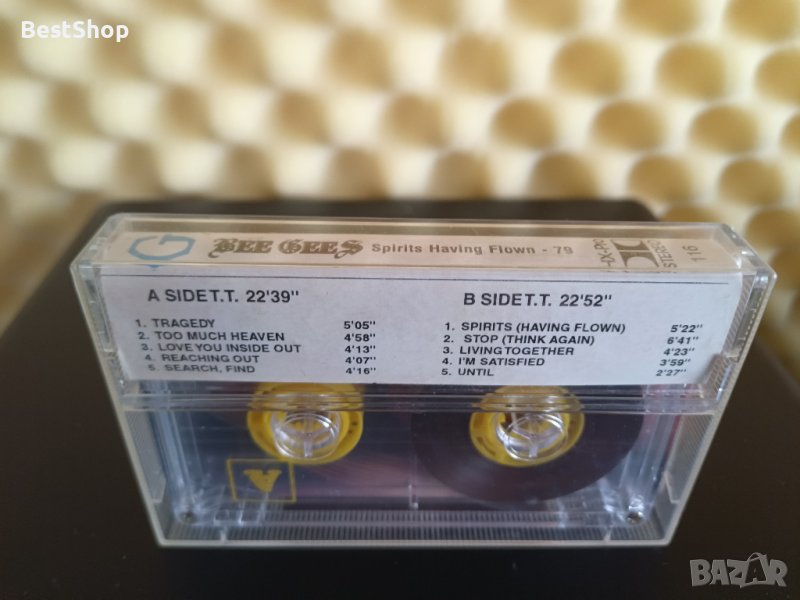 BestShop
G BEE GEES Spirits Having Flown - 79
STEREO
116
A SIDE T.T. 22'39"
1. TRAGEDY 5'05"
2. TOO MUCH HEAVEN 4'58"
3. LOVE YOU INSIDE OUT 4'13"
4. REACHING OUT 4'07"
5. SEARCH, FIND 4'16"
B SIDE T.T. 22'52"
1. SPIRITS (HAVING FLOWN) 5'22"
2. STOP (THINK AGAIN) 6'41"
3. LIVING TOGETHER 4'23"
4. I'M SATISFIED 3'59"
5. UNTIL 2'27"
A
BAZAR